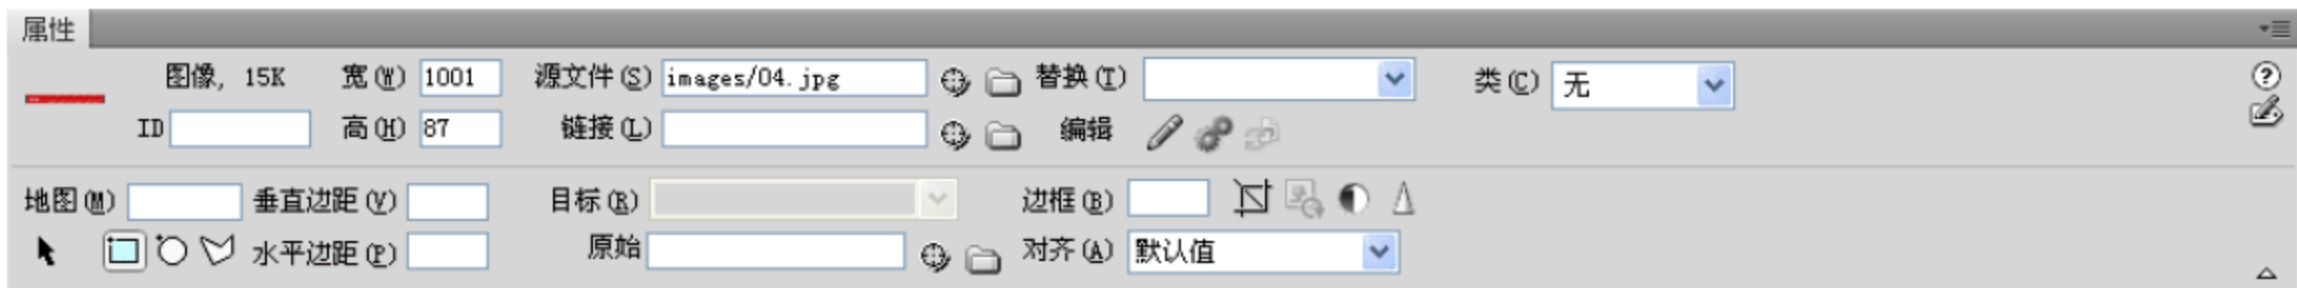 属性
图像, 15K 宽(W) 1001 源文件(S) images/04.jpg 替换(T) 类(C) 无
ID 高(H) 87 链接(L) 编辑
地图(M) 垂直边距(V) 目标(R) 边框(B)
水平边距(P) 原始 对齐(A) 默认值